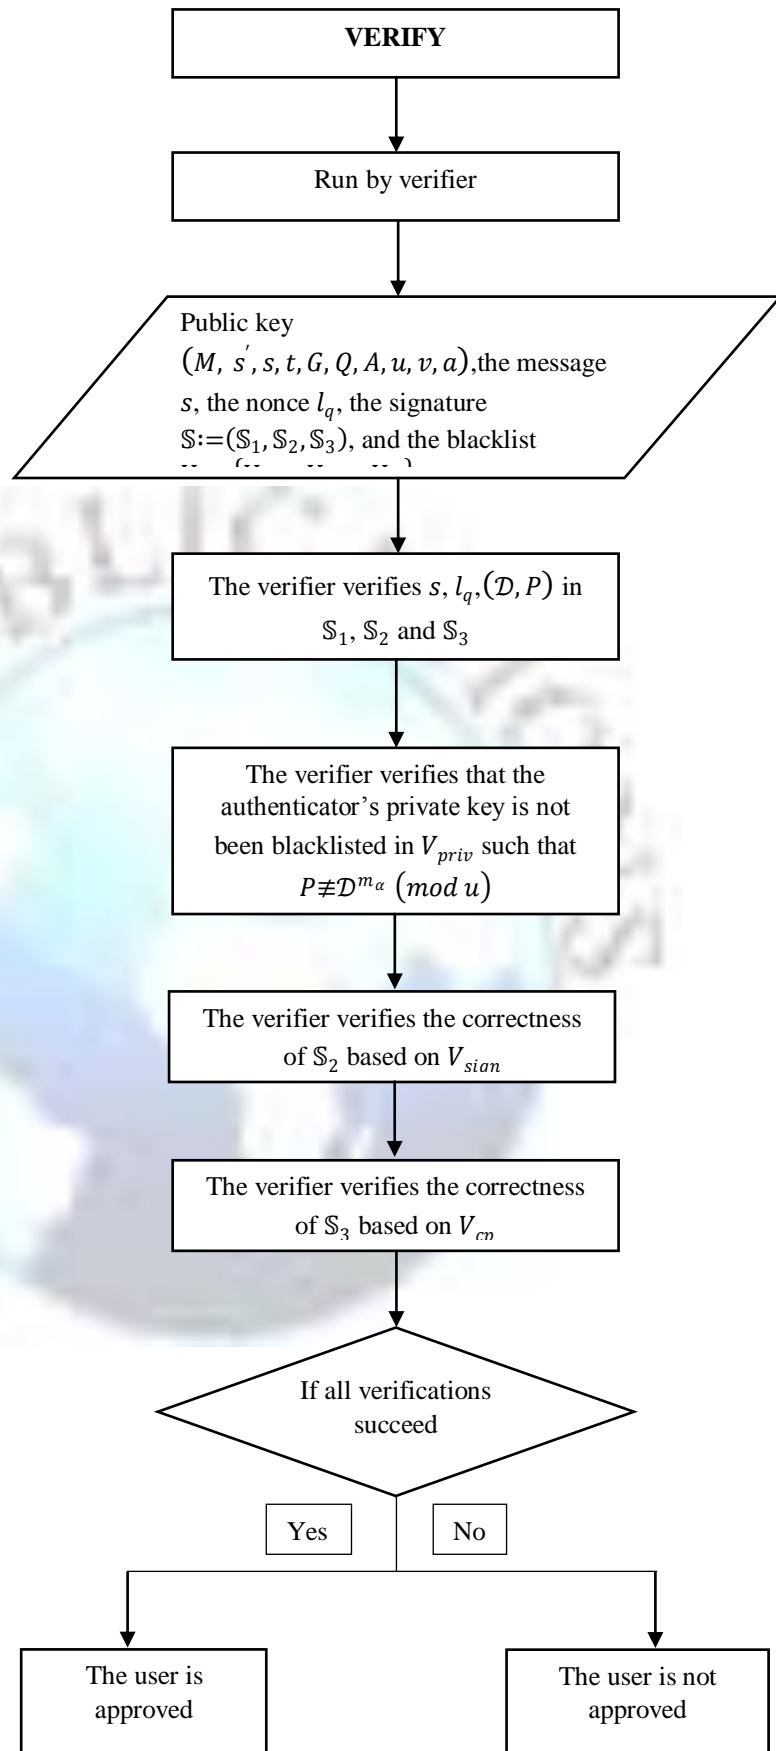 VERIFY
Run by verifier
Public key
(M, s′, s, t, G, Q, A, u, v, a),the message
s, the nonce l_q, the signature
𝕊:=(𝕊₁, 𝕊₂, 𝕊₃), and the blacklist
The verifier verifies s, l_q,(𝒟, P) in
𝕊₁, 𝕊₂ and 𝕊₃
The verifier verifies that the
authenticator's private key is not
been blacklisted in V_priv such that
P≢𝒟^{m_α} (mod u)
The verifier verifies the correctness
of 𝕊₂ based on V_sian
The verifier verifies the correctness
of 𝕊₃ based on V_cp
If all verifications
succeed
Yes
No
The user is
approved
The user is not
approved